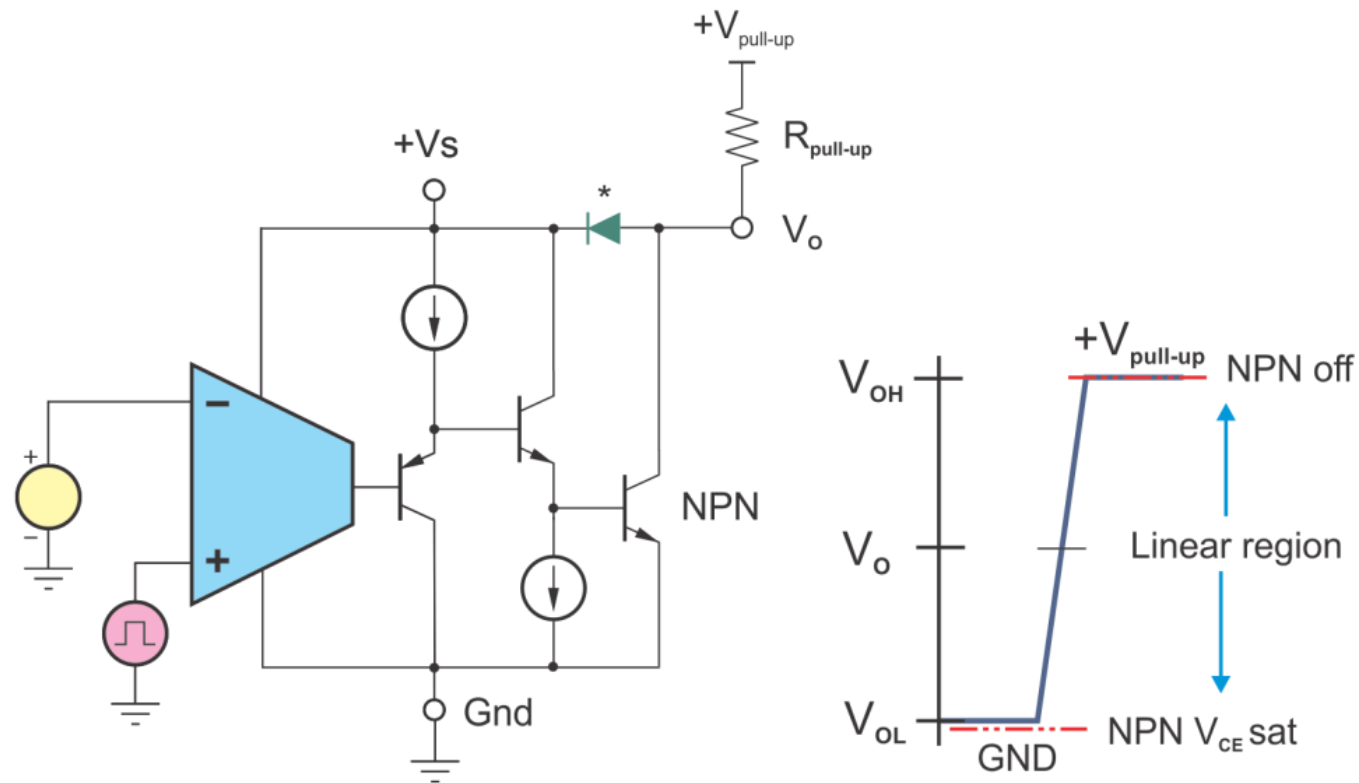 +V pull-up
R pull-up
+Vs
*
Vo
−
+
+
−
NPN
Gnd
+V pull-up
VOH
NPN off
Vo
Linear region
VOL
GND
NPN VCE sat